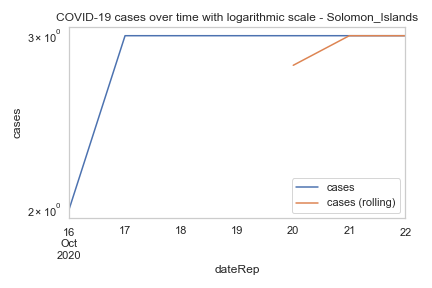 COVID-19 cases over time with logarithmic scale - Solomon_Islands
3 × 10⁰
2 × 10⁰
cases
cases
cases (rolling)
16 17 18 19 20 21 22
Oct
2020
dateRep